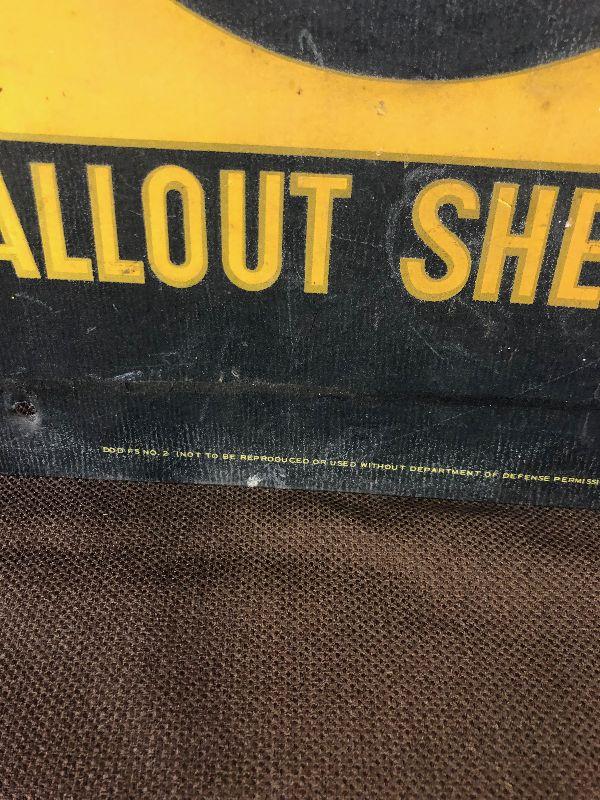 ALLOUT SHE
DOD FS NO. 2 (NOT TO BE REPRODUCED OR USED WITHOUT DEPARTMENT OF DEFENSE PERMISSI